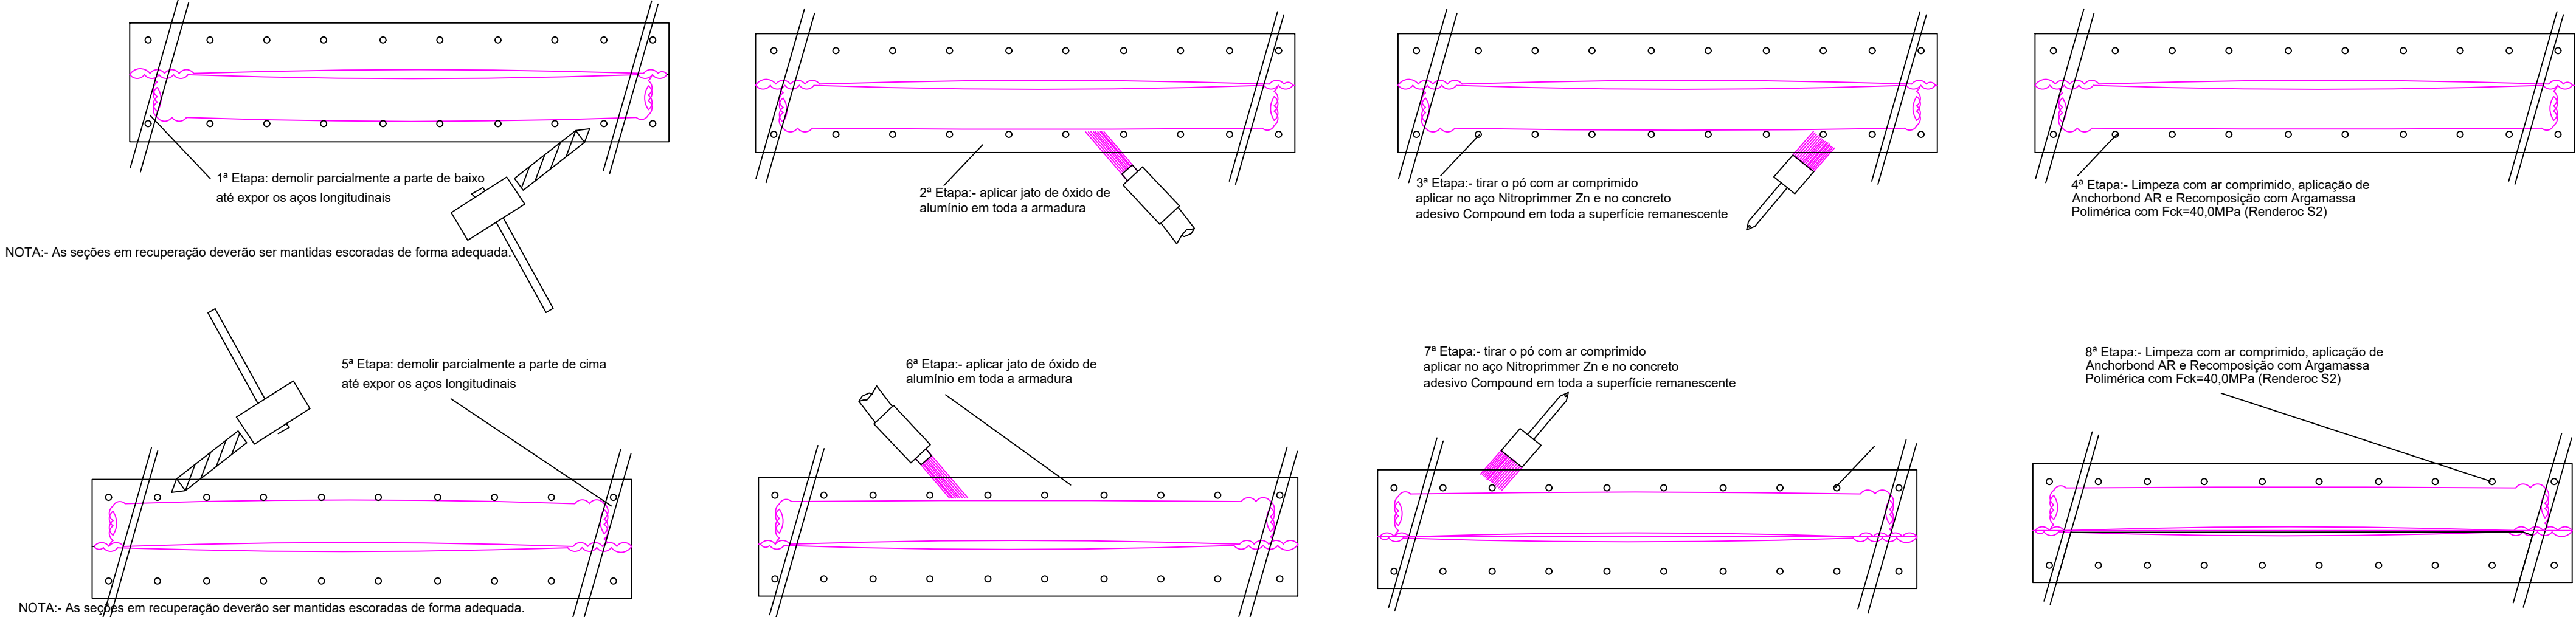 1ª Etapa: demolir parcialmente a parte de baixo
até expor os aços longitudinais
NOTA:- As seções em recuperação deverão ser mantidas escoradas de forma adequada.
2ª Etapa:- aplicar jato de óxido de
alumínio em toda a armadura
3ª Etapa:- tirar o pó com ar comprimido
aplicar no aço Nitroprimmer Zn e no concreto
adesivo Compound em toda a superfície remanescente
4ª Etapa:- Limpeza com ar comprimido, aplicação de
Anchorbond AR e Recomposição com Argamassa
Polimérica com Fck=40,0MPa (Renderoc S2)
5ª Etapa: demolir parcialmente a parte de cima
até expor os aços longitudinais
NOTA:- As seções em recuperação deverão ser mantidas escoradas de forma adequada.
6ª Etapa:- aplicar jato de óxido de
alumínio em toda a armadura
7ª Etapa:- tirar o pó com ar comprimido
aplicar no aço Nitroprimmer Zn e no concreto
adesivo Compound em toda a superfície remanescente
8ª Etapa:- Limpeza com ar comprimido, aplicação de
Anchorbond AR e Recomposição com Argamassa
Polimérica com Fck=40,0MPa (Renderoc S2)